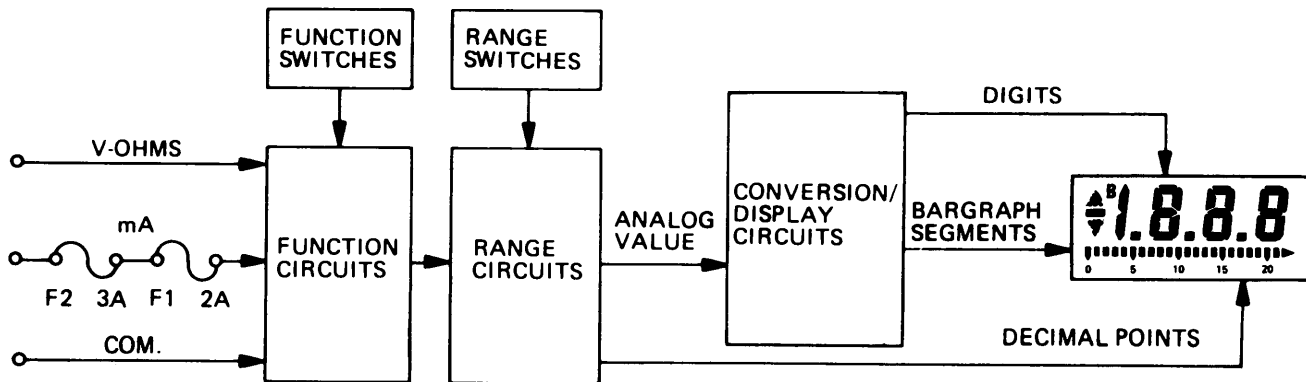 FUNCTION
SWITCHES
RANGE
SWITCHES
DIGITS
V-OHMS
mA
F2 3A F1 2A
COM.
FUNCTION
CIRCUITS
RANGE
CIRCUITS
ANALOG
VALUE
CONVERSION/
DISPLAY
CIRCUITS
BARGRAPH
SEGMENTS
B
1.8.8.8
0 5 10 15 20
DECIMAL POINTS